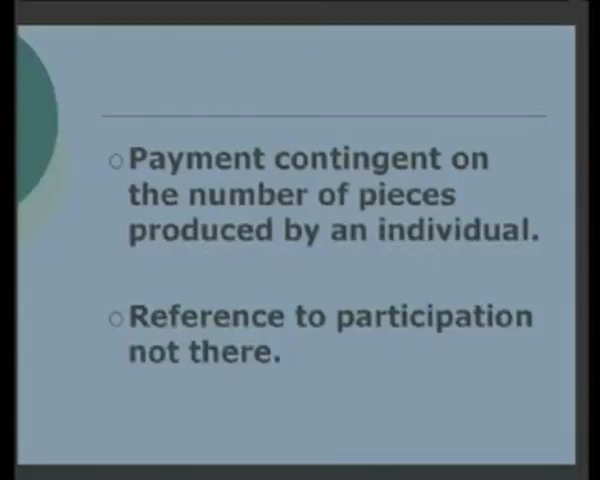 Payment contingent on
the number of pieces
produced by an individual.
Reference to participation
not there.